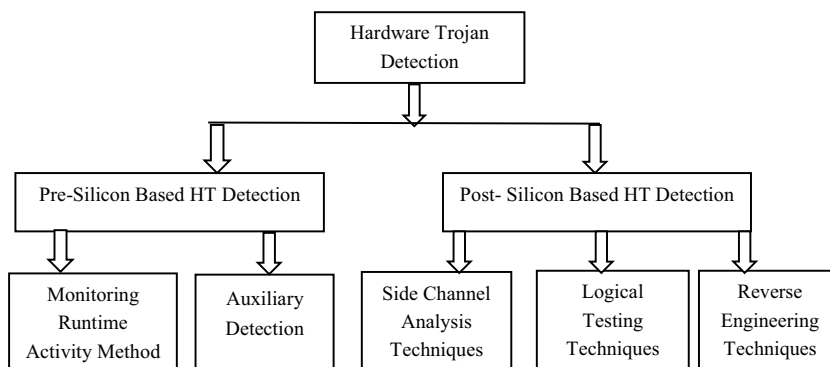 Hardware Trojan
Detection
Pre-Silicon Based HT Detection
Post- Silicon Based HT Detection
Monitoring
Runtime
Activity Method
Auxiliary
Detection
Side Channel
Analysis
Techniques
Logical
Testing
Techniques
Reverse
Engineering
Techniques